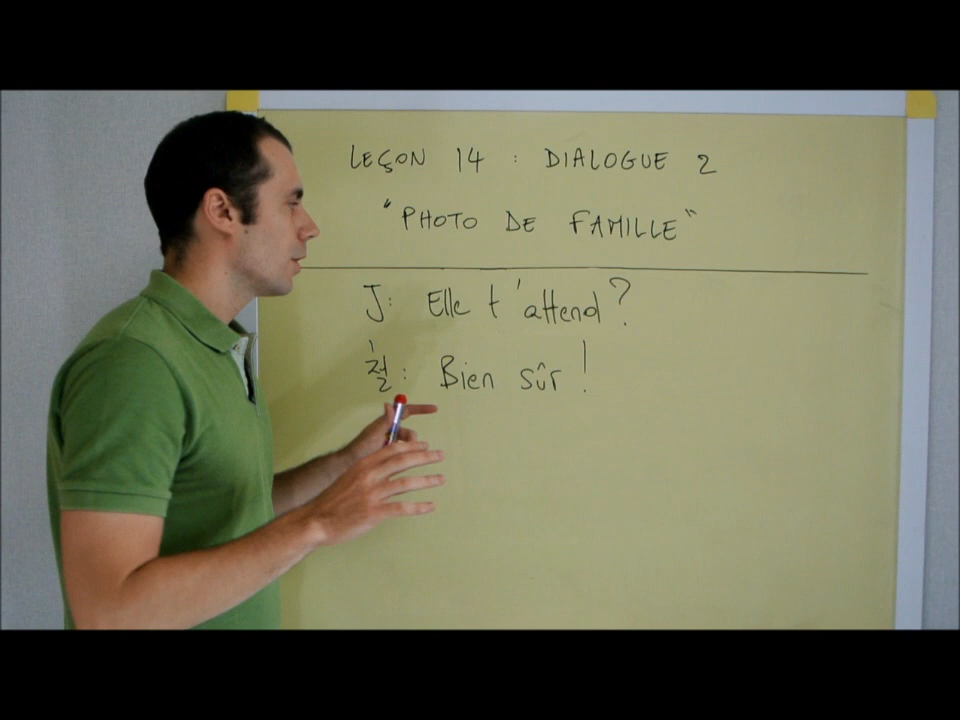 LEÇON 14 : DIALOGUE 2
"PHOTO DE FAMILLE"
J: Elle t'attend ?
철: Bien sûr !